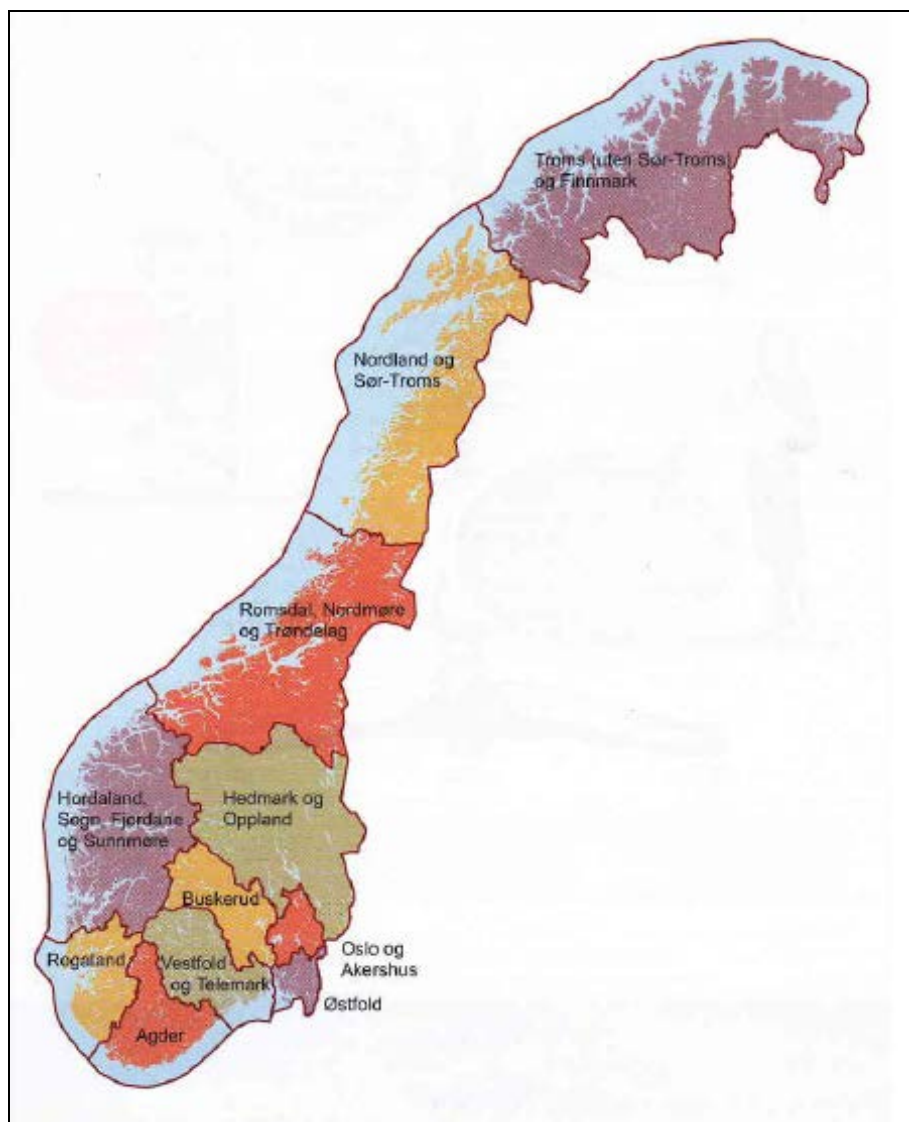 Troms (uten Sør-Troms)
og Finnmark
Nordland og
Sør-Troms
Romsdal, Nordmøre
og Trøndelag
Hordaland,
Sogn, Fjordane
og Sunnmøre
Hedmark og
Oppland
Buskerud
Rogaland
Vestfold
og Telemark
Oslo og
Akershus
Østfold
Agder